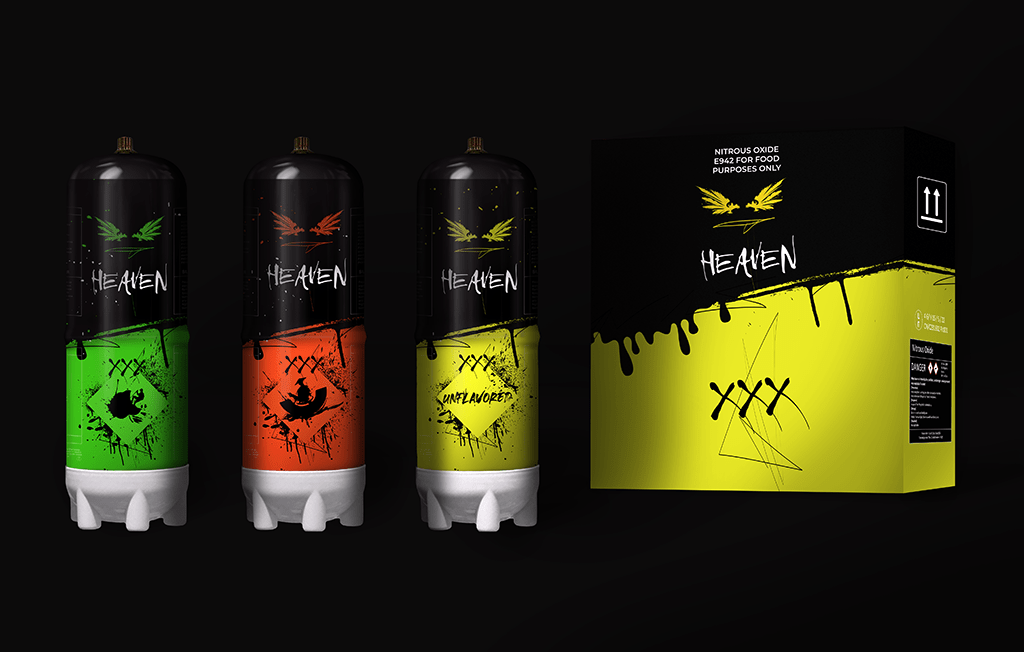 HEAVEN
XXX
HEAVEN
XXX
HEAVEN
XXX
UNFLAVORED
NITROUS OXIDE
E942 FOR FOOD
PURPOSES ONLY
HEAVEN
XXX
Nitrous Oxide
DANGER